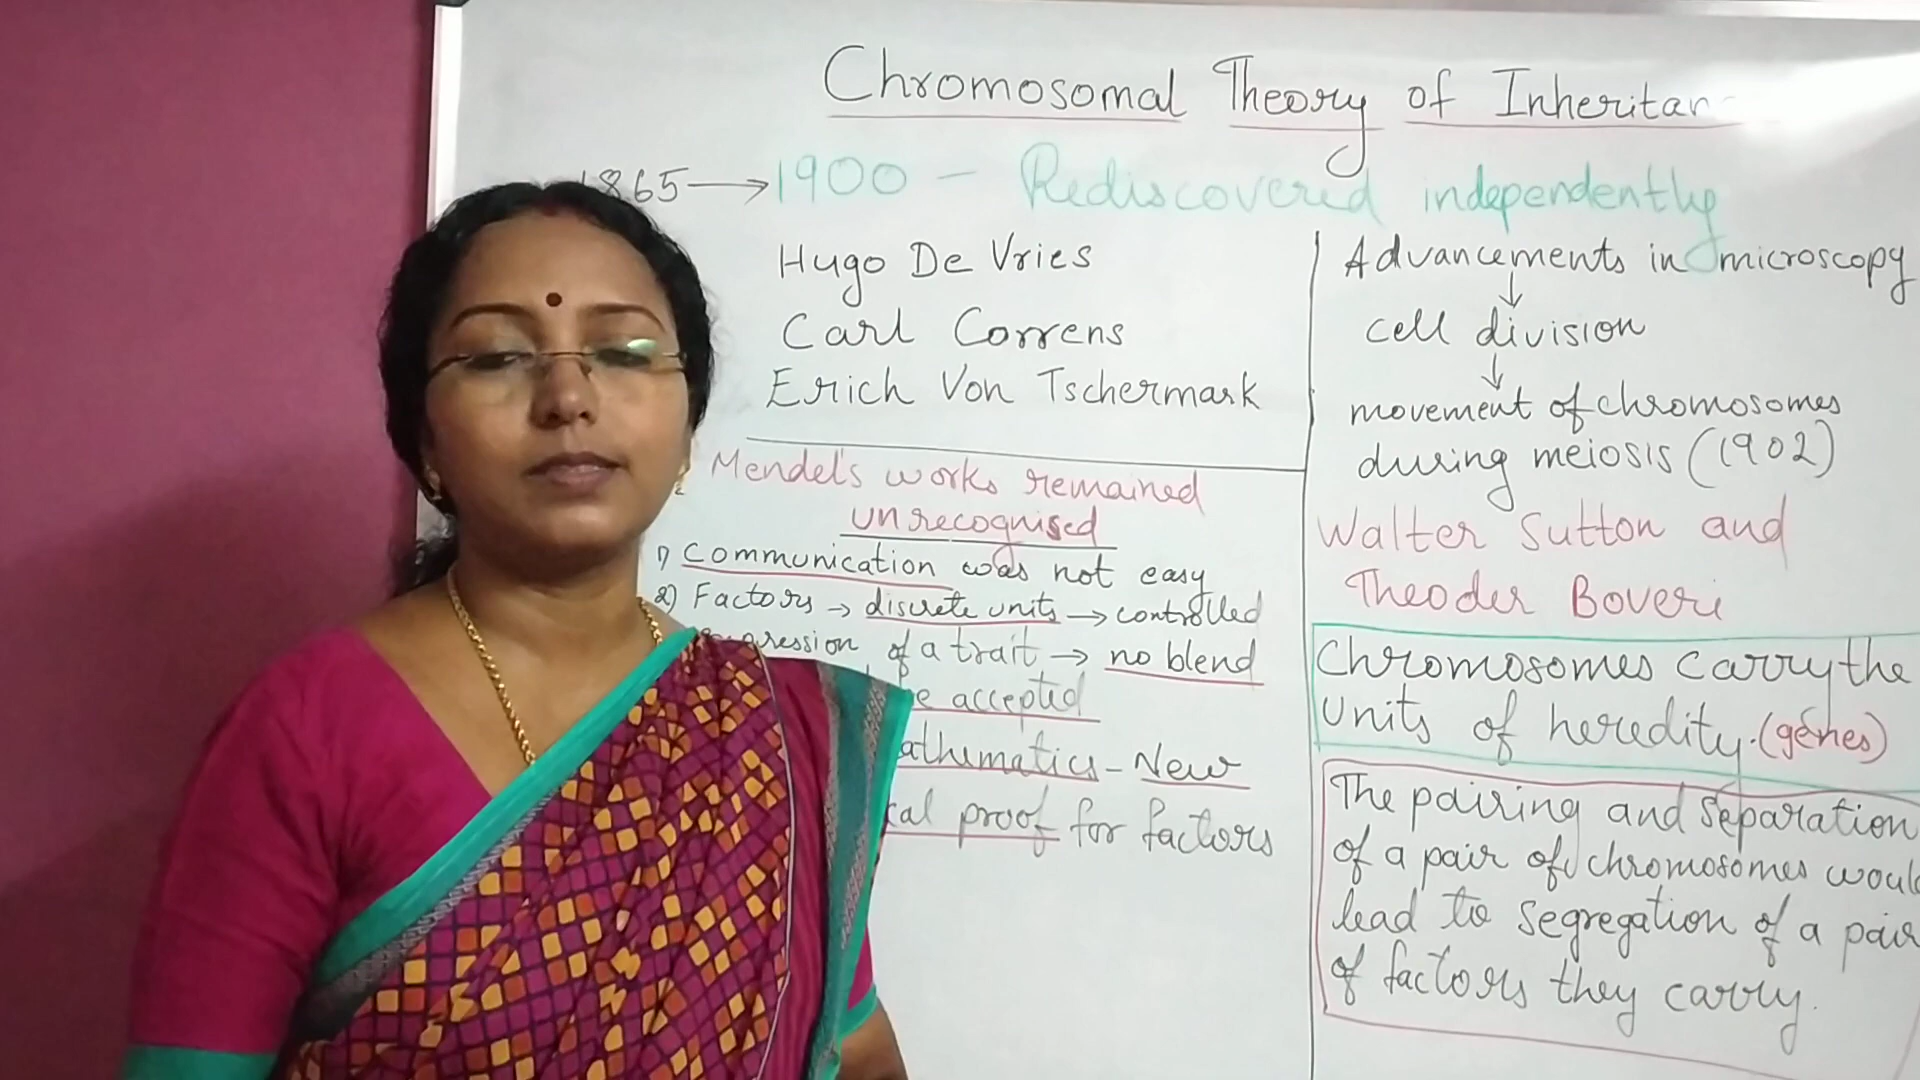 Chromosomal Theory of Inheritan
1865 → 1900 - Rediscovered independently
Hugo De Vries
Carl Correns
Erich Von Tschermark
Mendel's works remained
unrecognised
1) Communication was not easy
2) Factors → discrete units → controlled
of a trait → no blend
accepted
athematics - New
cal proof for factors
Advancements in microscopy
↓
cell division
↓
movement of chromosomes
during meiosis (1902)
Walter Sutton and
Theoder Boveri
Chromosomes carry the
Units of heredity. (genes)
The pairing and separation
of a pair of chromosomes would
lead to segregation of a pair
of factors they carry.